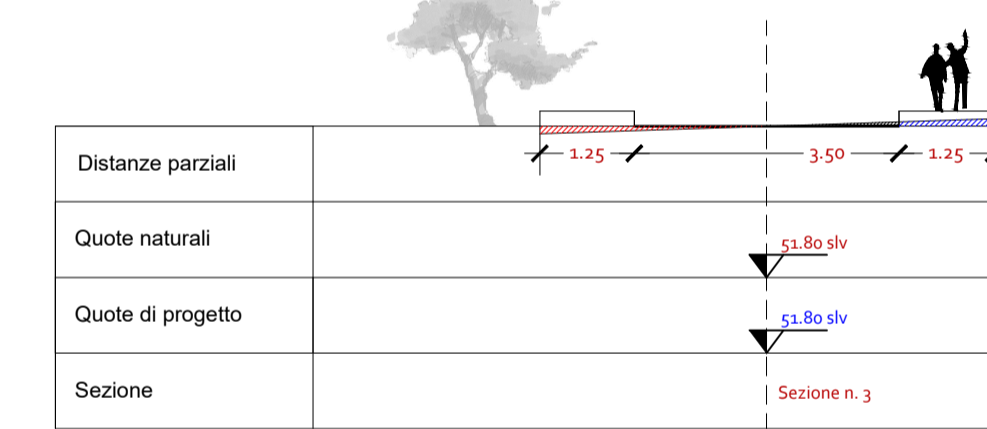 Distanze parziali
1.25
3.50
1.25
Quote naturali
51.80 slv
Quote di progetto
51.80 slv
Sezione
Sezione n. 3